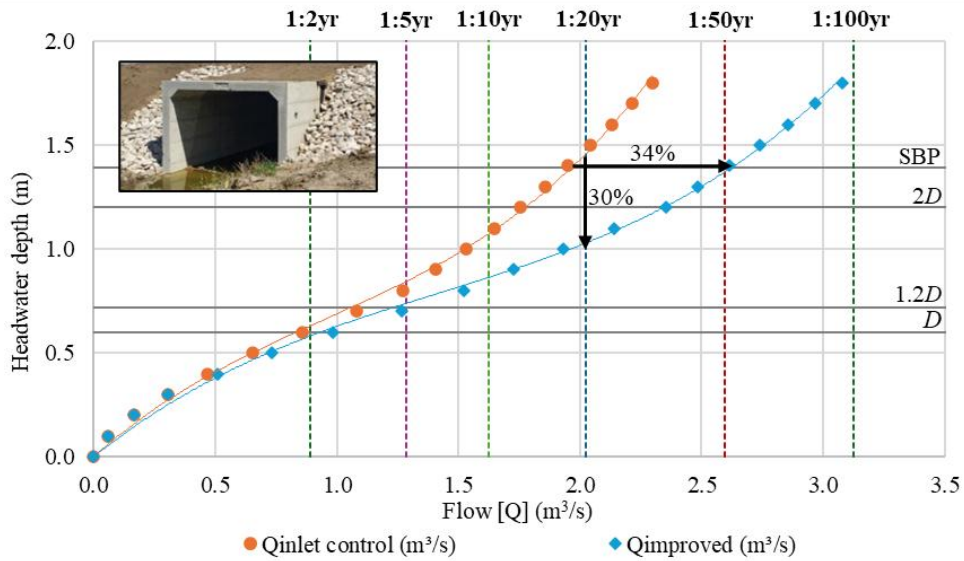 1:2yr 1:5yr 1:10yr 1:20yr 1:50yr 1:100yr
2.0
1.5
1.0
0.5
0.0
Headwater depth (m)
34%
30%
SBP
2D
1.2D
D
0.0 0.5 1.0 1.5 2.0 2.5 3.0 3.5
Flow [Q] (m³/s)
Qinlet control (m³/s) Qimproved (m³/s)